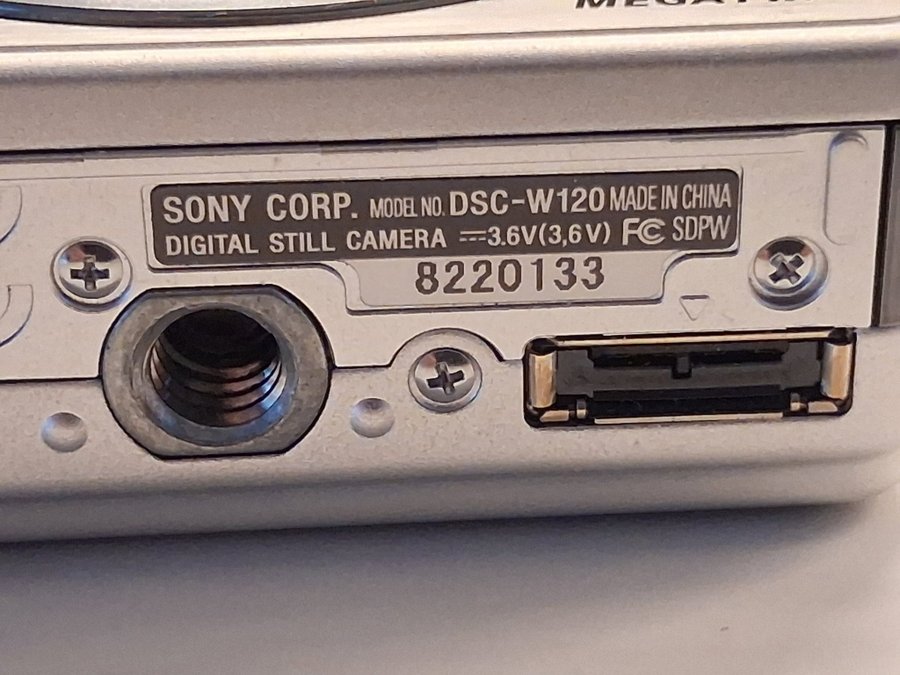 SONY CORP. MODEL NO. DSC-W120 MADE IN CHINA
DIGITAL STILL CAMERA ⎓3.6V(3,6V) FC SDPW
8220133